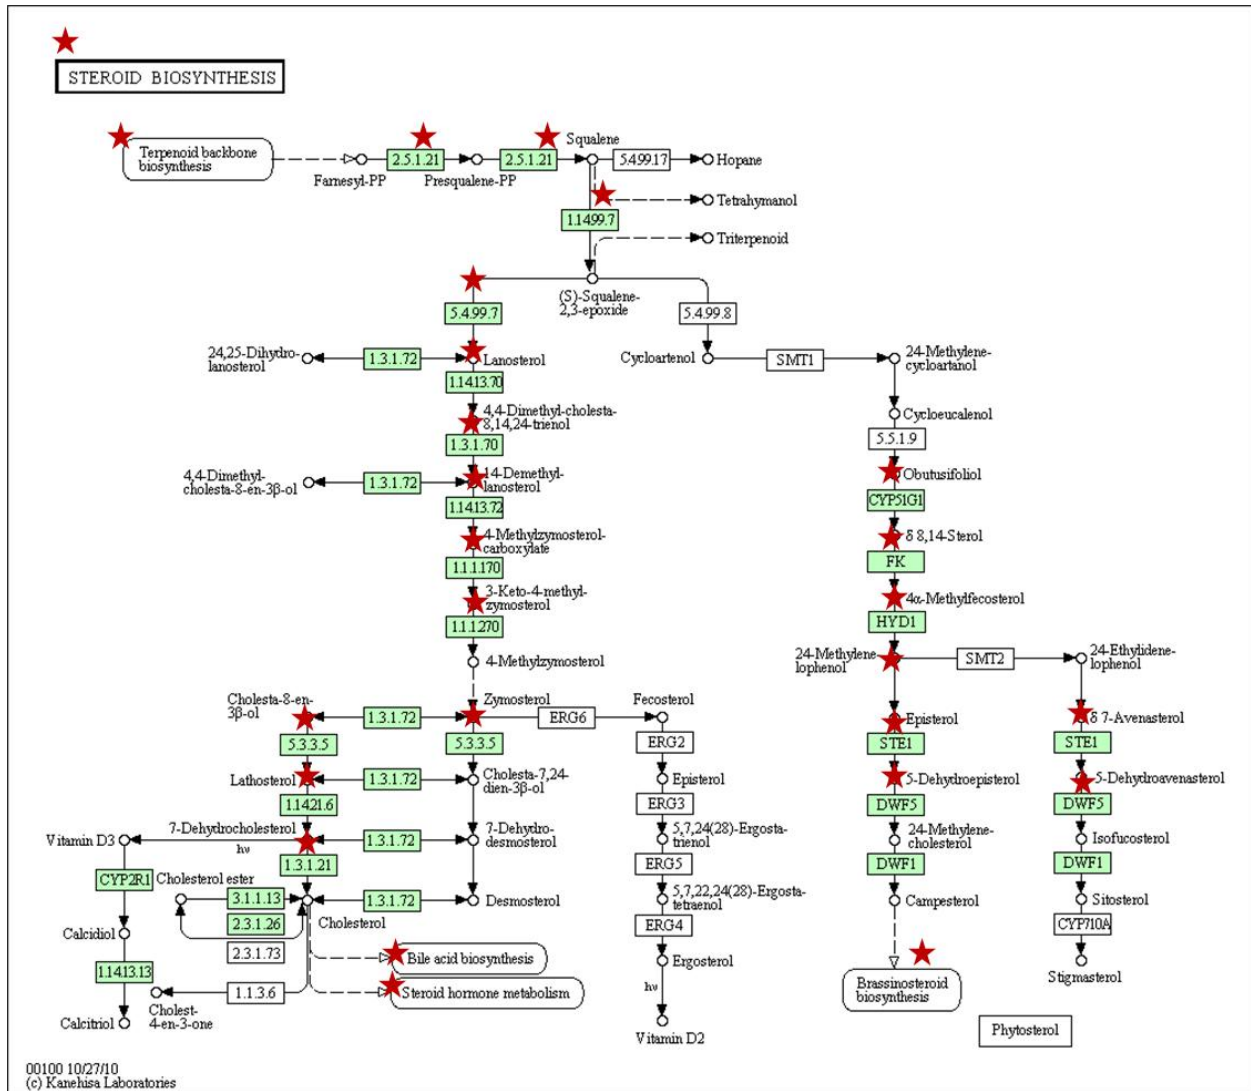 STEROID BIOSYNTHESIS
Terpenoid backbone
biosynthesis
Farnesyl-PP
2.5.1.21
Presqualene-PP
2.5.1.21
Squalene
5.4.99.17
Hopane
Tetrahymanol
1.14.99.7
Triterpenoid
(S)-Squalene-
2,3-epoxide
5.4.99.7
5.4.99.8
24,25-Dihydro-
lanosterol
1.3.1.72
Lanosterol
Cycloartenol
SMT1
24-Methylene-
cycloartanol
1.14.13.70
4,4-Dimethyl-cholesta-
8,14,24-trienol
Cycloeucalenol
1.3.1.70
5.5.1.9
4,4-Dimethyl-
cholesta-8-en-3β-ol
1.3.1.72
14-Demethyl-
lanosterol
Obutusifoliol
1.14.13.72
CYP51G1
4-Methylzymosterol-
carboxylate
δ 8,14-Sterol
1.1.1.170
FK
3-Keto-4-methyl-
zymosterol
4α-Methylfecosterol
1.1.1.270
HYD1
4-Methylzymosterol
24-Methylene-
lophenol
SMT2
24-Ethylidene-
lophenol
Cholesta-8-en-
3β-ol
1.3.1.72
Zymosterol
ERG6
Fecosterol
Episterol
δ 7-Avenasterol
5.3.3.5
5.3.3.5
ERG2
STE1
STE1
Lathosterol
1.3.1.72
Cholesta-7,24-
dien-3β-ol
Episterol
5-Dehydroepisterol
5-Dehydroavenasterol
1.14.21.6
ERG3
DWF5
DWF5
Vitamin D3
7-Dehydrocholesterol
hν
1.3.1.72
7-Dehydro-
desmosterol
5,7,24(28)-Ergosta-
trienol
24-Methylene-
cholesterol
Isofucosterol
1.3.1.21
ERG5
DWF1
DWF1
CYP2R1
Cholesterol ester
3.1.1.13
Cholesterol
1.3.1.72
Desmosterol
5,7,22,24(28)-Ergosta-
tetraenol
Campesterol
Sitosterol
2.3.1.26
ERG4
CYP710A
Calcidiol
2.3.1.73
Bile acid biosynthesis
Ergosterol
Stigmasterol
1.14.13.13
1.1.3.6
Steroid hormone metabolism
hν
Brassinosteroid
biosynthesis
Calcitriol
Cholest-
4-en-3-one
Vitamin D2
Phytosterol
00100 10/27/10
(c) Kanehisa Laboratories